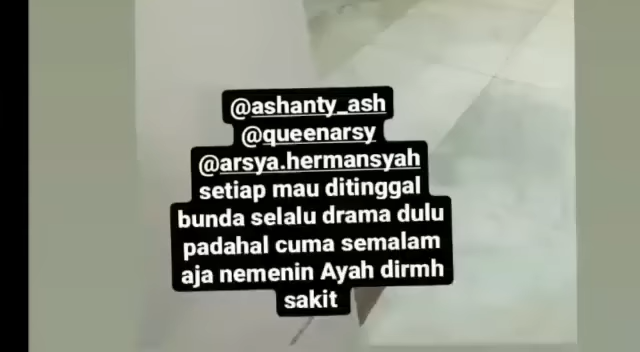 @ashanty_ash
@queenarsy
@arsya.hermansyah
setiap mau ditinggal
bunda selalu drama dulu
padahal cuma semalam
aja nemenin Ayah dirmh
sakit